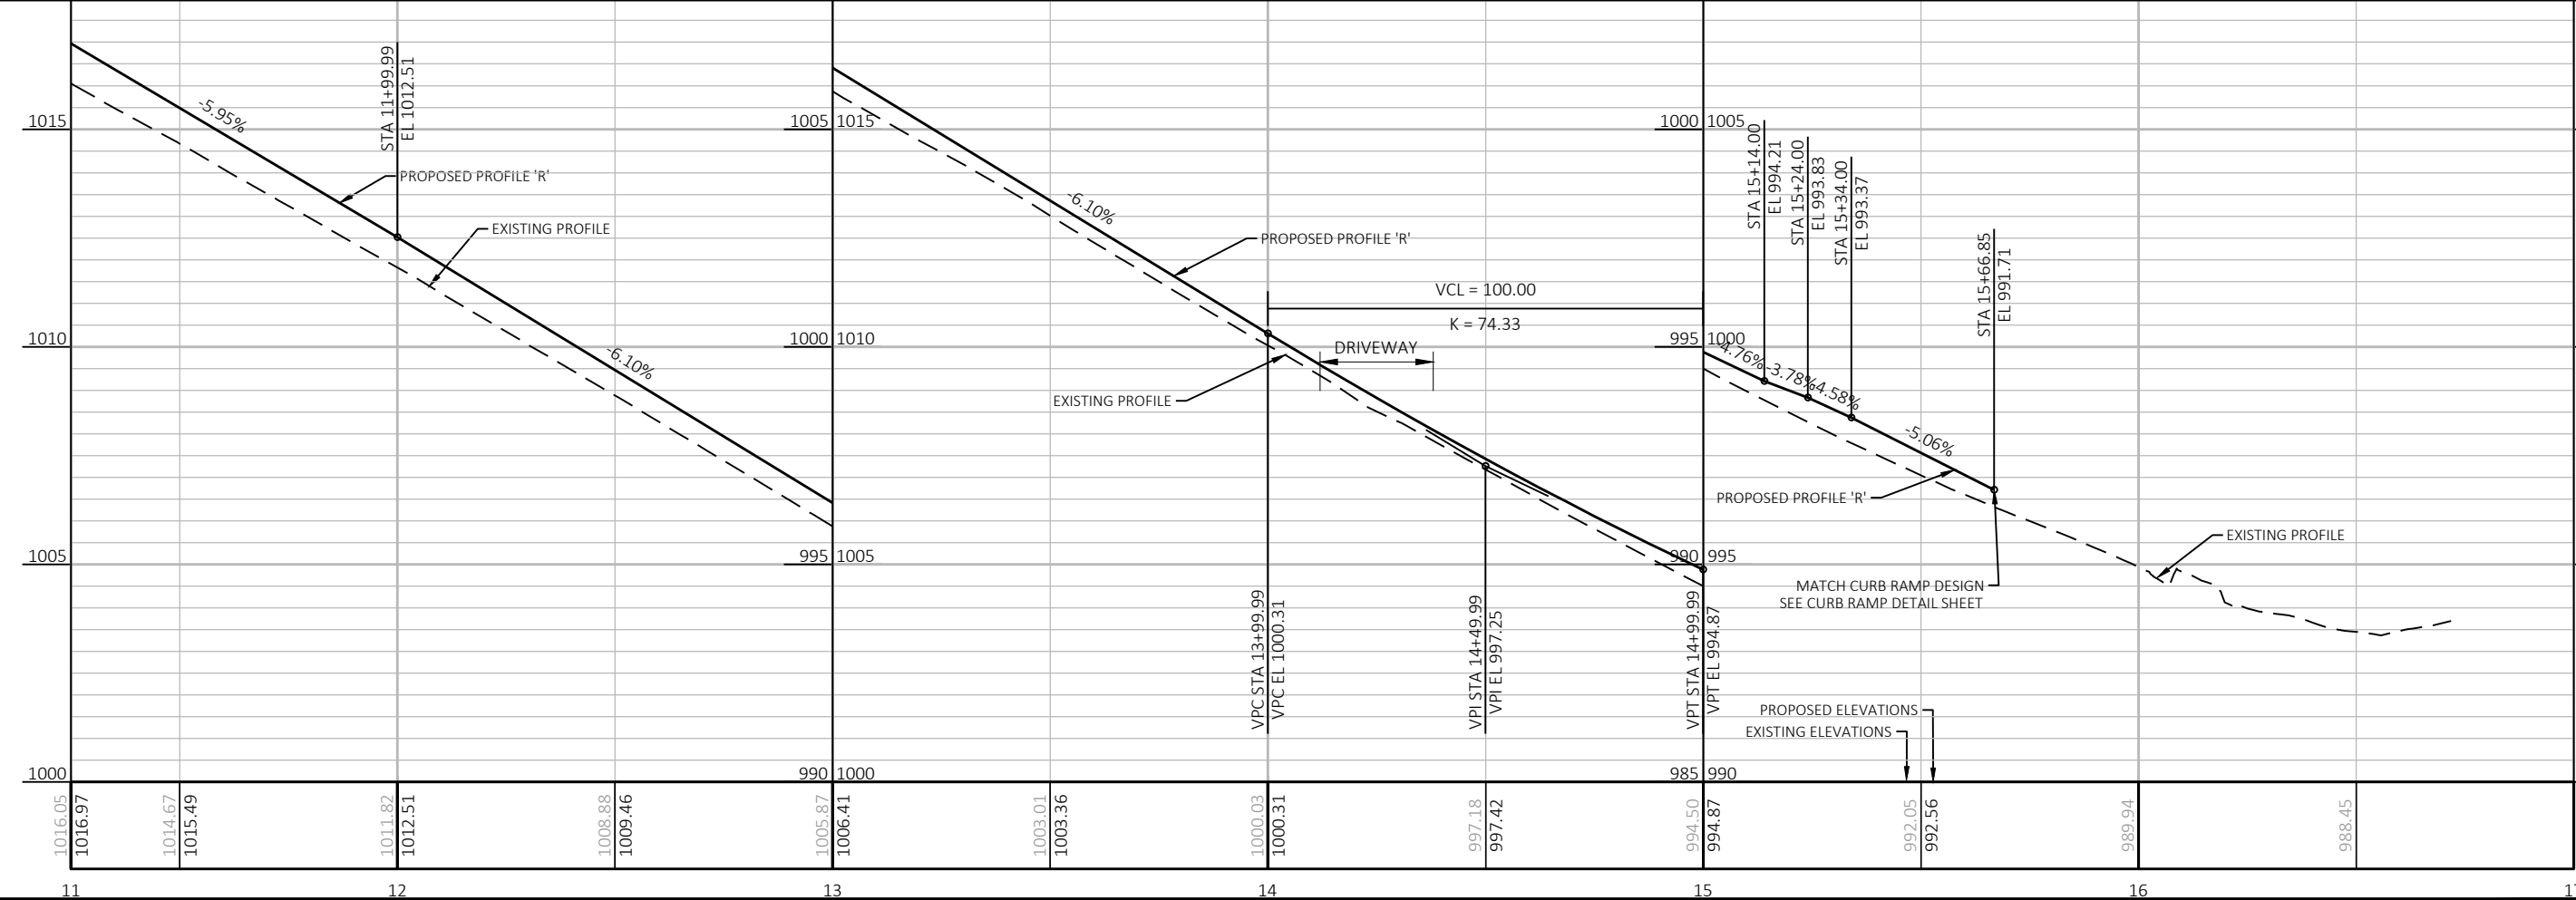 STA 11+99.99
EL 1012.51
-5.95%
1015
1005
1015
1000
1005
STA 15+14.00
EL 994.21
STA 15+24.00
EL 993.83
STA 15+34.00
EL 993.37
PROPOSED PROFILE 'R'
EXISTING PROFILE
-6.10%
PROPOSED PROFILE 'R'
STA 15+66.85
EL 991.71
VCL = 100.00
K = 74.33
DRIVEWAY
1010
1000
1010
995
1000
-6.10%
-4.76%
-3.78%
-4.58%
EXISTING PROFILE
-5.06%
PROPOSED PROFILE 'R'
EXISTING PROFILE
1005
995
1005
990
995
MATCH CURB RAMP DESIGN
SEE CURB RAMP DETAIL SHEET
VPC STA 13+99.99
VPC EL 1000.31
VPI STA 14+49.99
VPI EL 997.25
VPT STA 14+99.99
VPT EL 994.87
PROPOSED ELEVATIONS
EXISTING ELEVATIONS
1000
990
1000
985
990
1016.05
1016.97
1014.67
1015.49
1011.82
1012.51
1008.88
1009.46
1005.87
1006.41
1003.01
1003.36
1000.03
1000.31
997.18
997.42
994.50
994.87
992.05
992.56
989.94
988.45
11
12
13
14
15
16